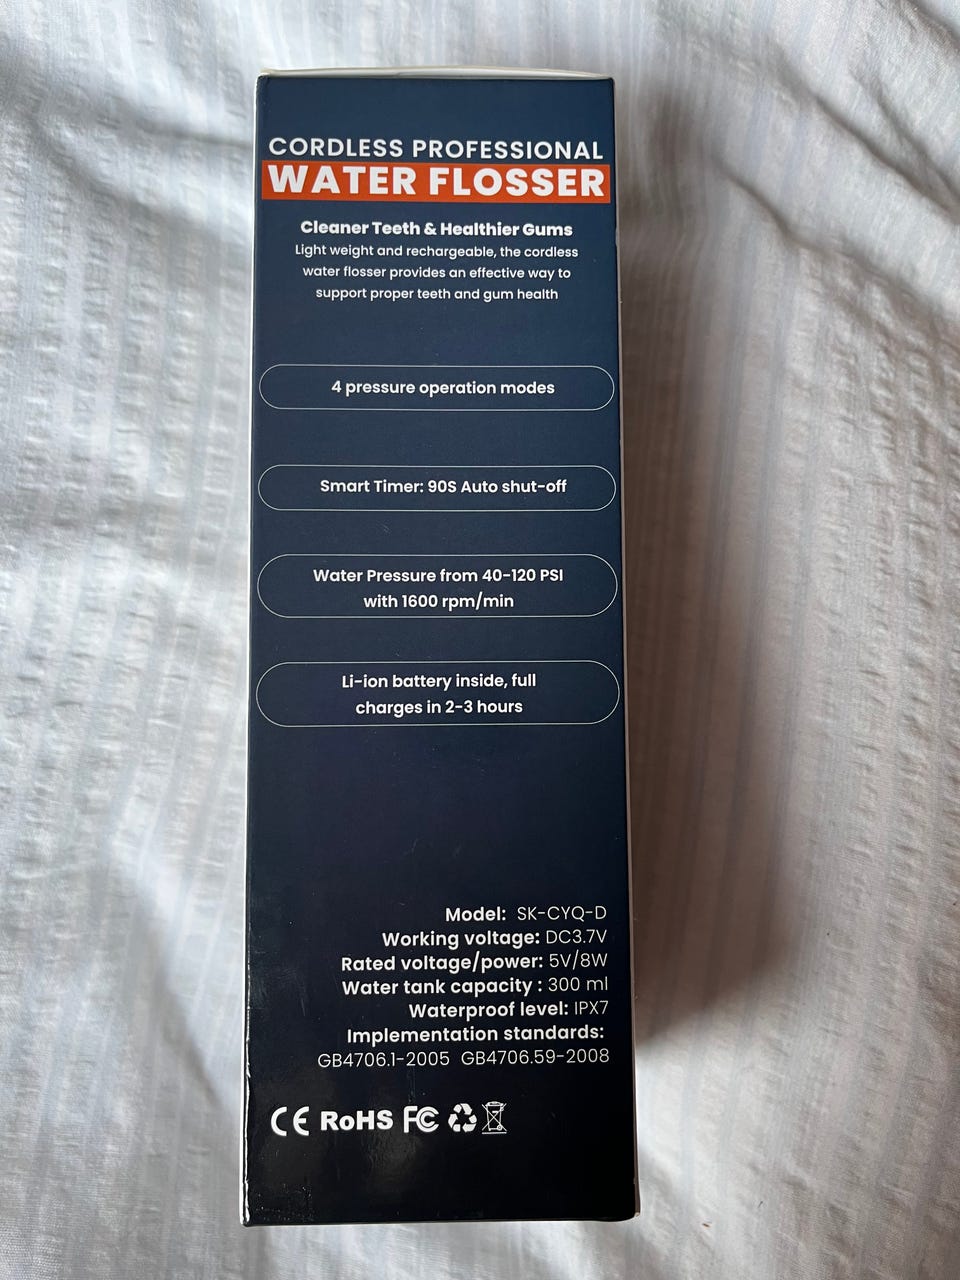 CORDLESS PROFESSIONAL
WATER FLOSSER
Cleaner Teeth & Healthier Gums
Light weight and rechargeable, the cordless
water flosser provides an effective way to
support proper teeth and gum health
4 pressure operation modes
Smart Timer: 90S Auto shut-off
Water Pressure from 40-120 PSI
with 1600 rpm/min
Li-ion battery inside, full
charges in 2-3 hours
Model: SK-CYQ-D
Working voltage: DC3.7V
Rated voltage/power: 5V/8W
Water tank capacity : 300 ml
Waterproof level: IPX7
Implementation standards:
GB4706.1-2005 GB4706.59-2008
CE RoHS FC